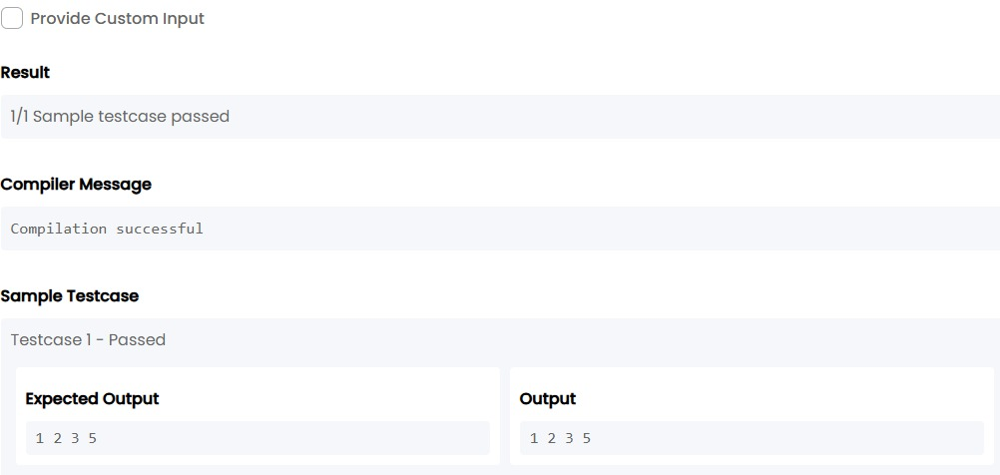 Provide Custom Input
Result
1/1 Sample testcase passed
Compiler Message
Compilation successful
Sample Testcase
Testcase 1 - Passed
Expected Output
1 2 3 5
Output
1 2 3 5